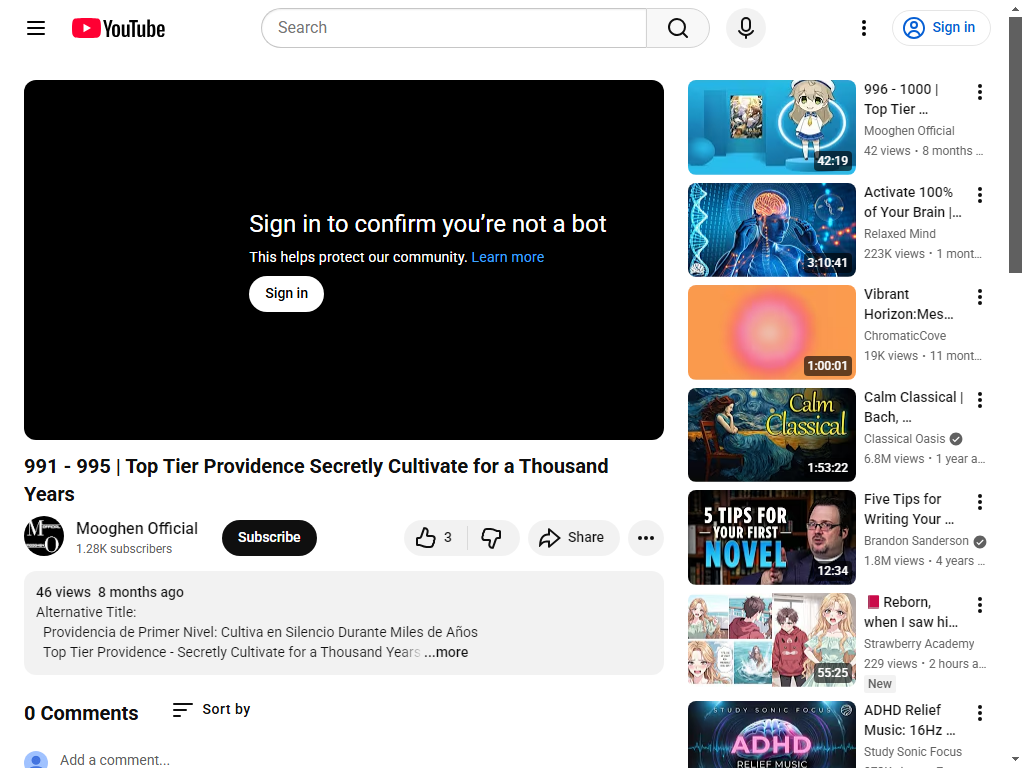 YouTube
Search
Sign in
Sign in to confirm you’re not a bot
This helps protect our community. Learn more
Sign in
991 - 995 | Top Tier Providence Secretly Cultivate for a Thousand
Years
Mooghen Official
1.28K subscribers
Subscribe
3
Share
46 views 8 months ago
Alternative Title:
Providencia de Primer Nivel: Cultiva en Silencio Durante Miles de Años
Top Tier Providence - Secretly Cultivate for a Thousand Years ...more
0 Comments
Sort by
Add a comment...
42:19
996 - 1000 |
Top Tier ...
Mooghen Official
42 views • 8 months ...
3:10:41
Activate 100%
of Your Brain |...
Relaxed Mind
223K views • 1 mont...
1:00:01
Vibrant
Horizon:Mes...
ChromaticCove
19K views • 11 mont...
Calm
Classical
1:53:22
Calm Classical |
Bach, ...
Classical Oasis
6.8M views • 1 year a...
5 TIPS FOR
YOUR FIRST
NOVEL
12:34
Five Tips for
Writing Your ...
Brandon Sanderson
1.8M views • 4 years ...
55:25
Reborn,
when I saw hi...
Strawberry Academy
229 views • 2 hours a...
New
STUDY SONIC FOCUS
ADHD
RELIEF MUSIC
ADHD Relief
Music: 16Hz ...
Study Sonic Focus